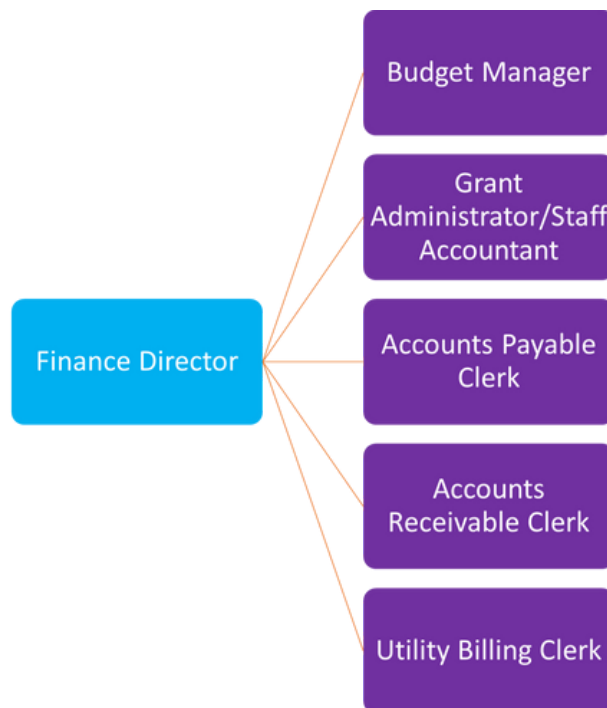 Budget Manager
Grant
Administrator/Staff
Accountant
Finance Director
Accounts Payable
Clerk
Accounts
Receivable Clerk
Utility Billing Clerk